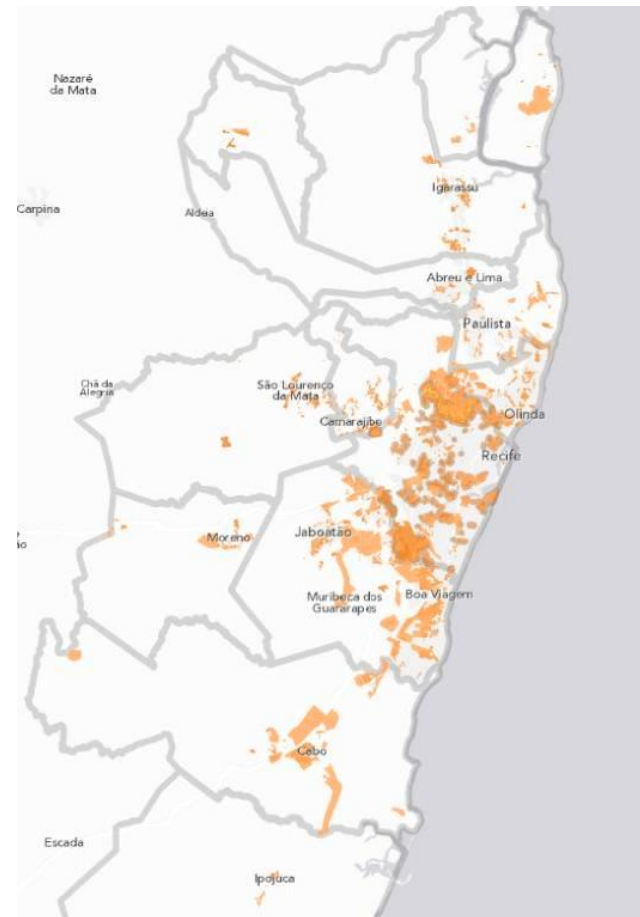 Nazaré
da Mata
Carpina
Aldeia
Igarassu
Abreu e Lima
Paulista
Chã da
Alegria
São Lourenço
da Mata
Camarajibe
Olinda
Recife
Moreno
Jaboatão
Muribeca dos
Guararapes
Boa Viagem
Cabo
Escada
Ipojuca